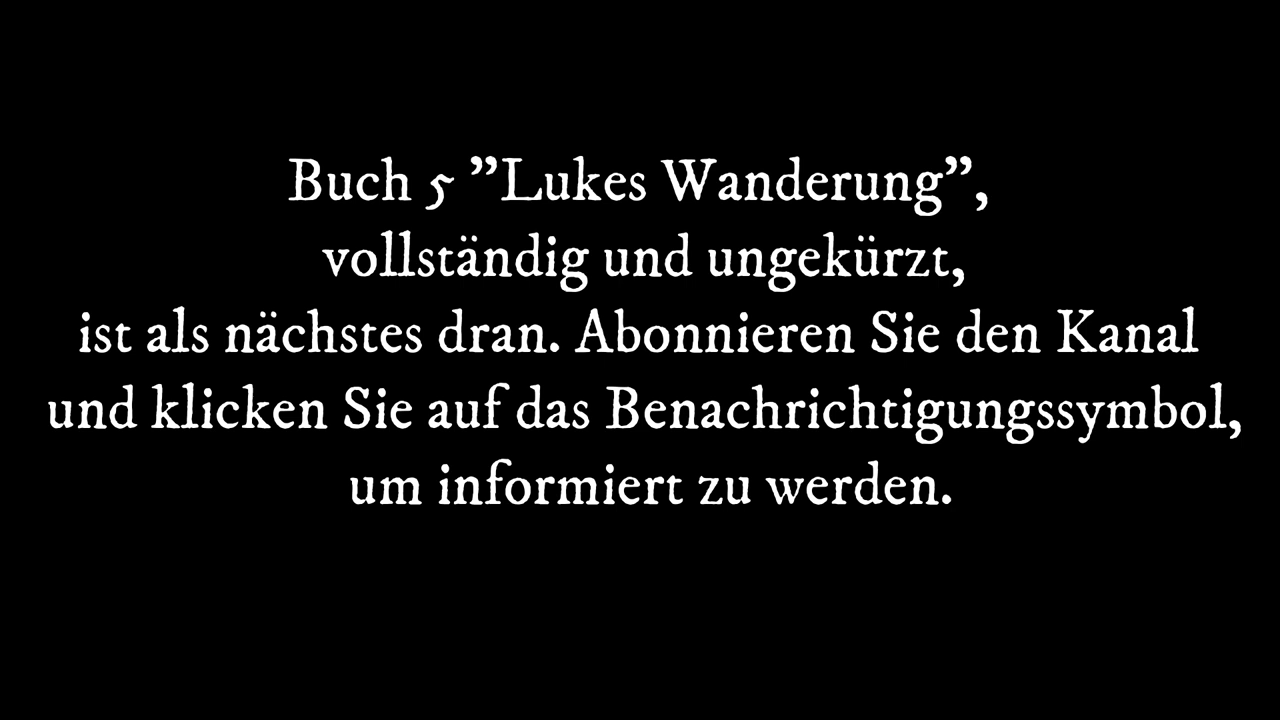 Buch 5 ”Lukes Wanderung”,
vollständig und ungekürzt,
ist als nächstes dran. Abonnieren Sie den Kanal
und klicken Sie auf das Benachrichtigungssymbol,
um informiert zu werden.